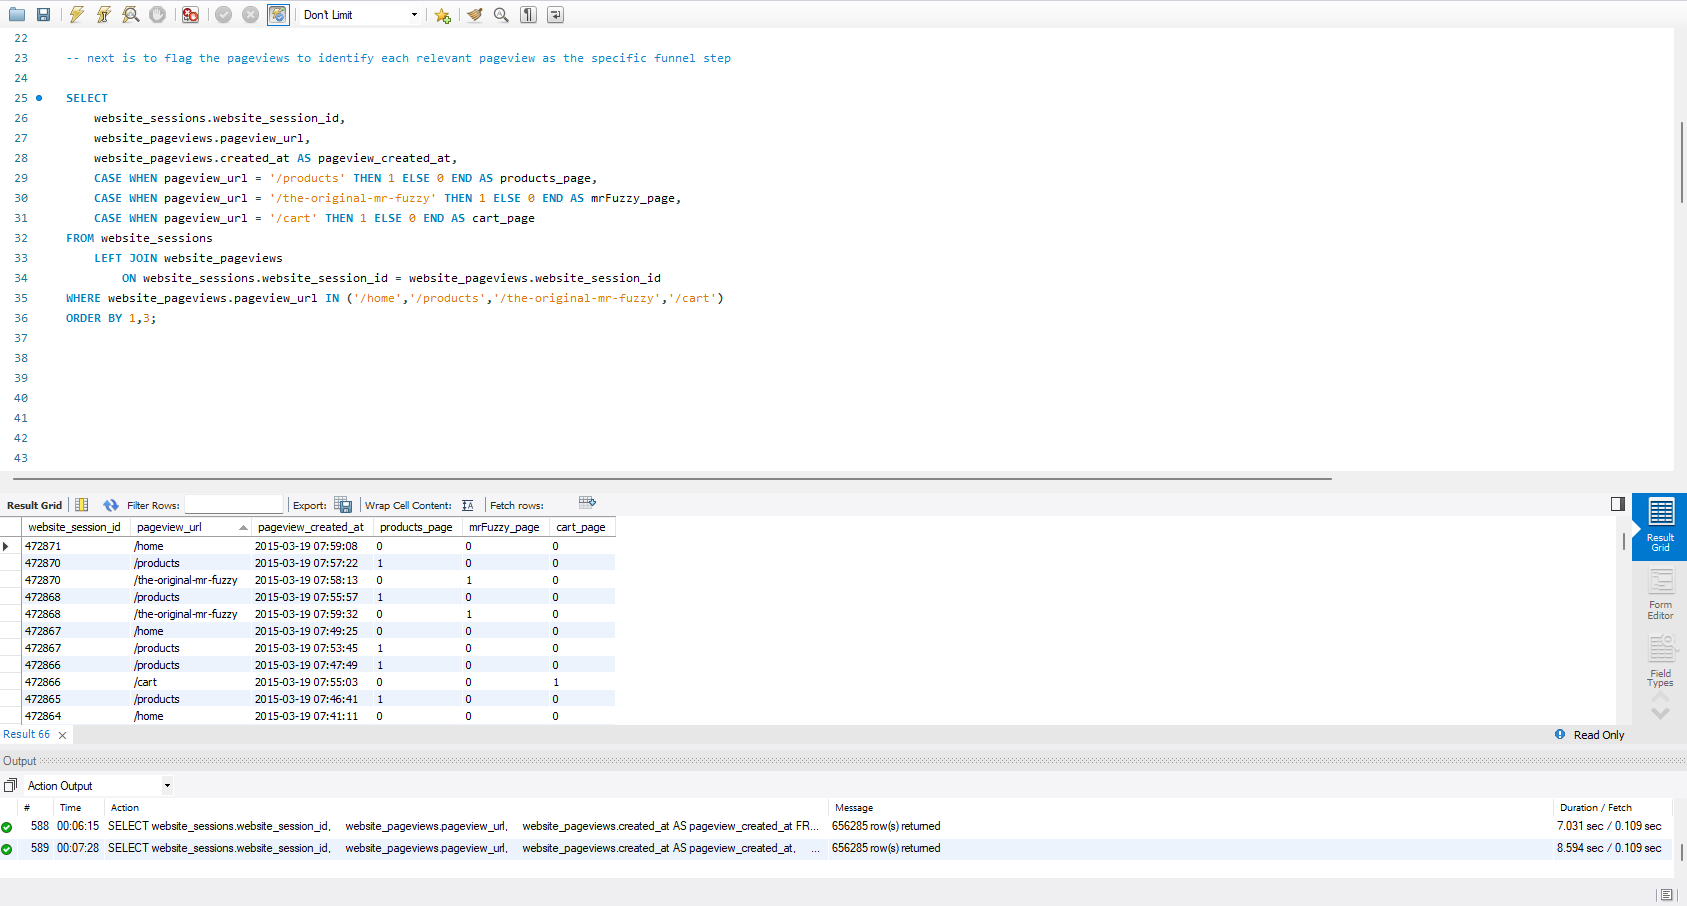 Don't Limit
22
23 -- next is to flag the pageviews to identify each relevant pageview as the specific funnel step
24
25 SELECT
26 website_sessions.website_session_id,
27 website_pageviews.pageview_url,
28 website_pageviews.created_at AS pageview_created_at,
29 CASE WHEN pageview_url = '/products' THEN 1 ELSE 0 END AS products_page,
30 CASE WHEN pageview_url = '/the-original-mr-fuzzy' THEN 1 ELSE 0 END AS mrFuzzy_page,
31 CASE WHEN pageview_url = '/cart' THEN 1 ELSE 0 END AS cart_page
32 FROM website_sessions
33 LEFT JOIN website_pageviews
34 ON website_sessions.website_session_id = website_pageviews.website_session_id
35 WHERE website_pageviews.pageview_url IN ('/home','/products','/the-original-mr-fuzzy','/cart')
36 ORDER BY 1,3;
37
38
39
40
41
42
43
Result Grid Filter Rows: Export: Wrap Cell Content: Fetch rows:
website_session_id pageview_url pageview_created_at products_page mrFuzzy_page cart_page
472871 /home 2015-03-19 07:59:08 0 0 0
472870 /products 2015-03-19 07:57:22 1 0 0
472870 /the-original-mr-fuzzy 2015-03-19 07:58:13 0 1 0
472868 /products 2015-03-19 07:55:57 1 0 0
472868 /the-original-mr-fuzzy 2015-03-19 07:59:32 0 1 0
472867 /home 2015-03-19 07:49:25 0 0 0
472867 /products 2015-03-19 07:53:45 1 0 0
472866 /products 2015-03-19 07:47:49 1 0 0
472866 /cart 2015-03-19 07:55:03 0 0 1
472865 /products 2015-03-19 07:46:41 1 0 0
472864 /home 2015-03-19 07:41:11 0 0 0
Result
Grid
Form
Editor
Field
Types
Result 66 Read Only
Output
Action Output
# Time Action Message Duration / Fetch
588 00:06:15 SELECT website_sessions.website_session_id, website_pageviews.pageview_url, website_pageviews.created_at AS pageview_created_at FR... 656285 row(s) returned 7.031 sec / 0.109 sec
589 00:07:28 SELECT website_sessions.website_session_id, website_pageviews.pageview_url, website_pageviews.created_at AS pageview_created_at, ... 656285 row(s) returned 8.594 sec / 0.109 sec